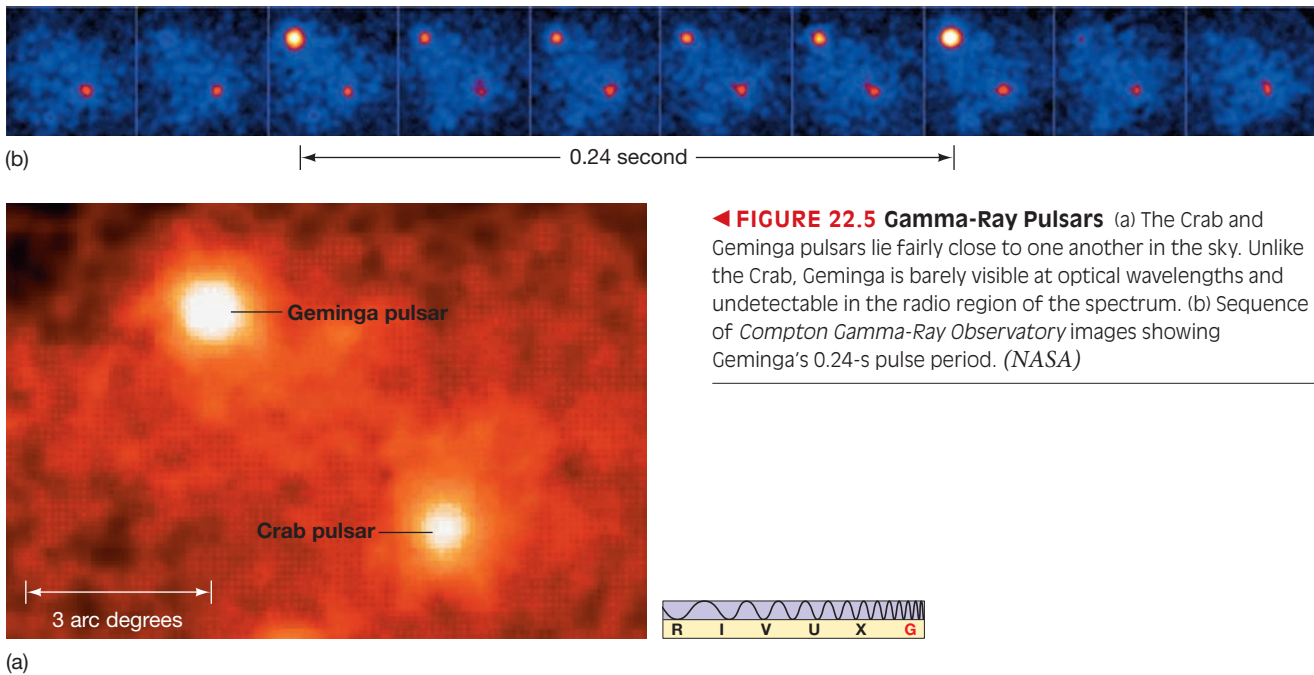 (b)
0.24 second
◄ FIGURE 22.5 Gamma-Ray Pulsars (a) The Crab and
Geminga pulsars lie fairly close to one another in the sky. Unlike
the Crab, Geminga is barely visible at optical wavelengths and
undetectable in the radio region of the spectrum. (b) Sequence
of Compton Gamma-Ray Observatory images showing
Geminga's 0.24-s pulse period. (NASA)
Geminga pulsar
Crab pulsar
3 arc degrees
R I V U X G
(a)